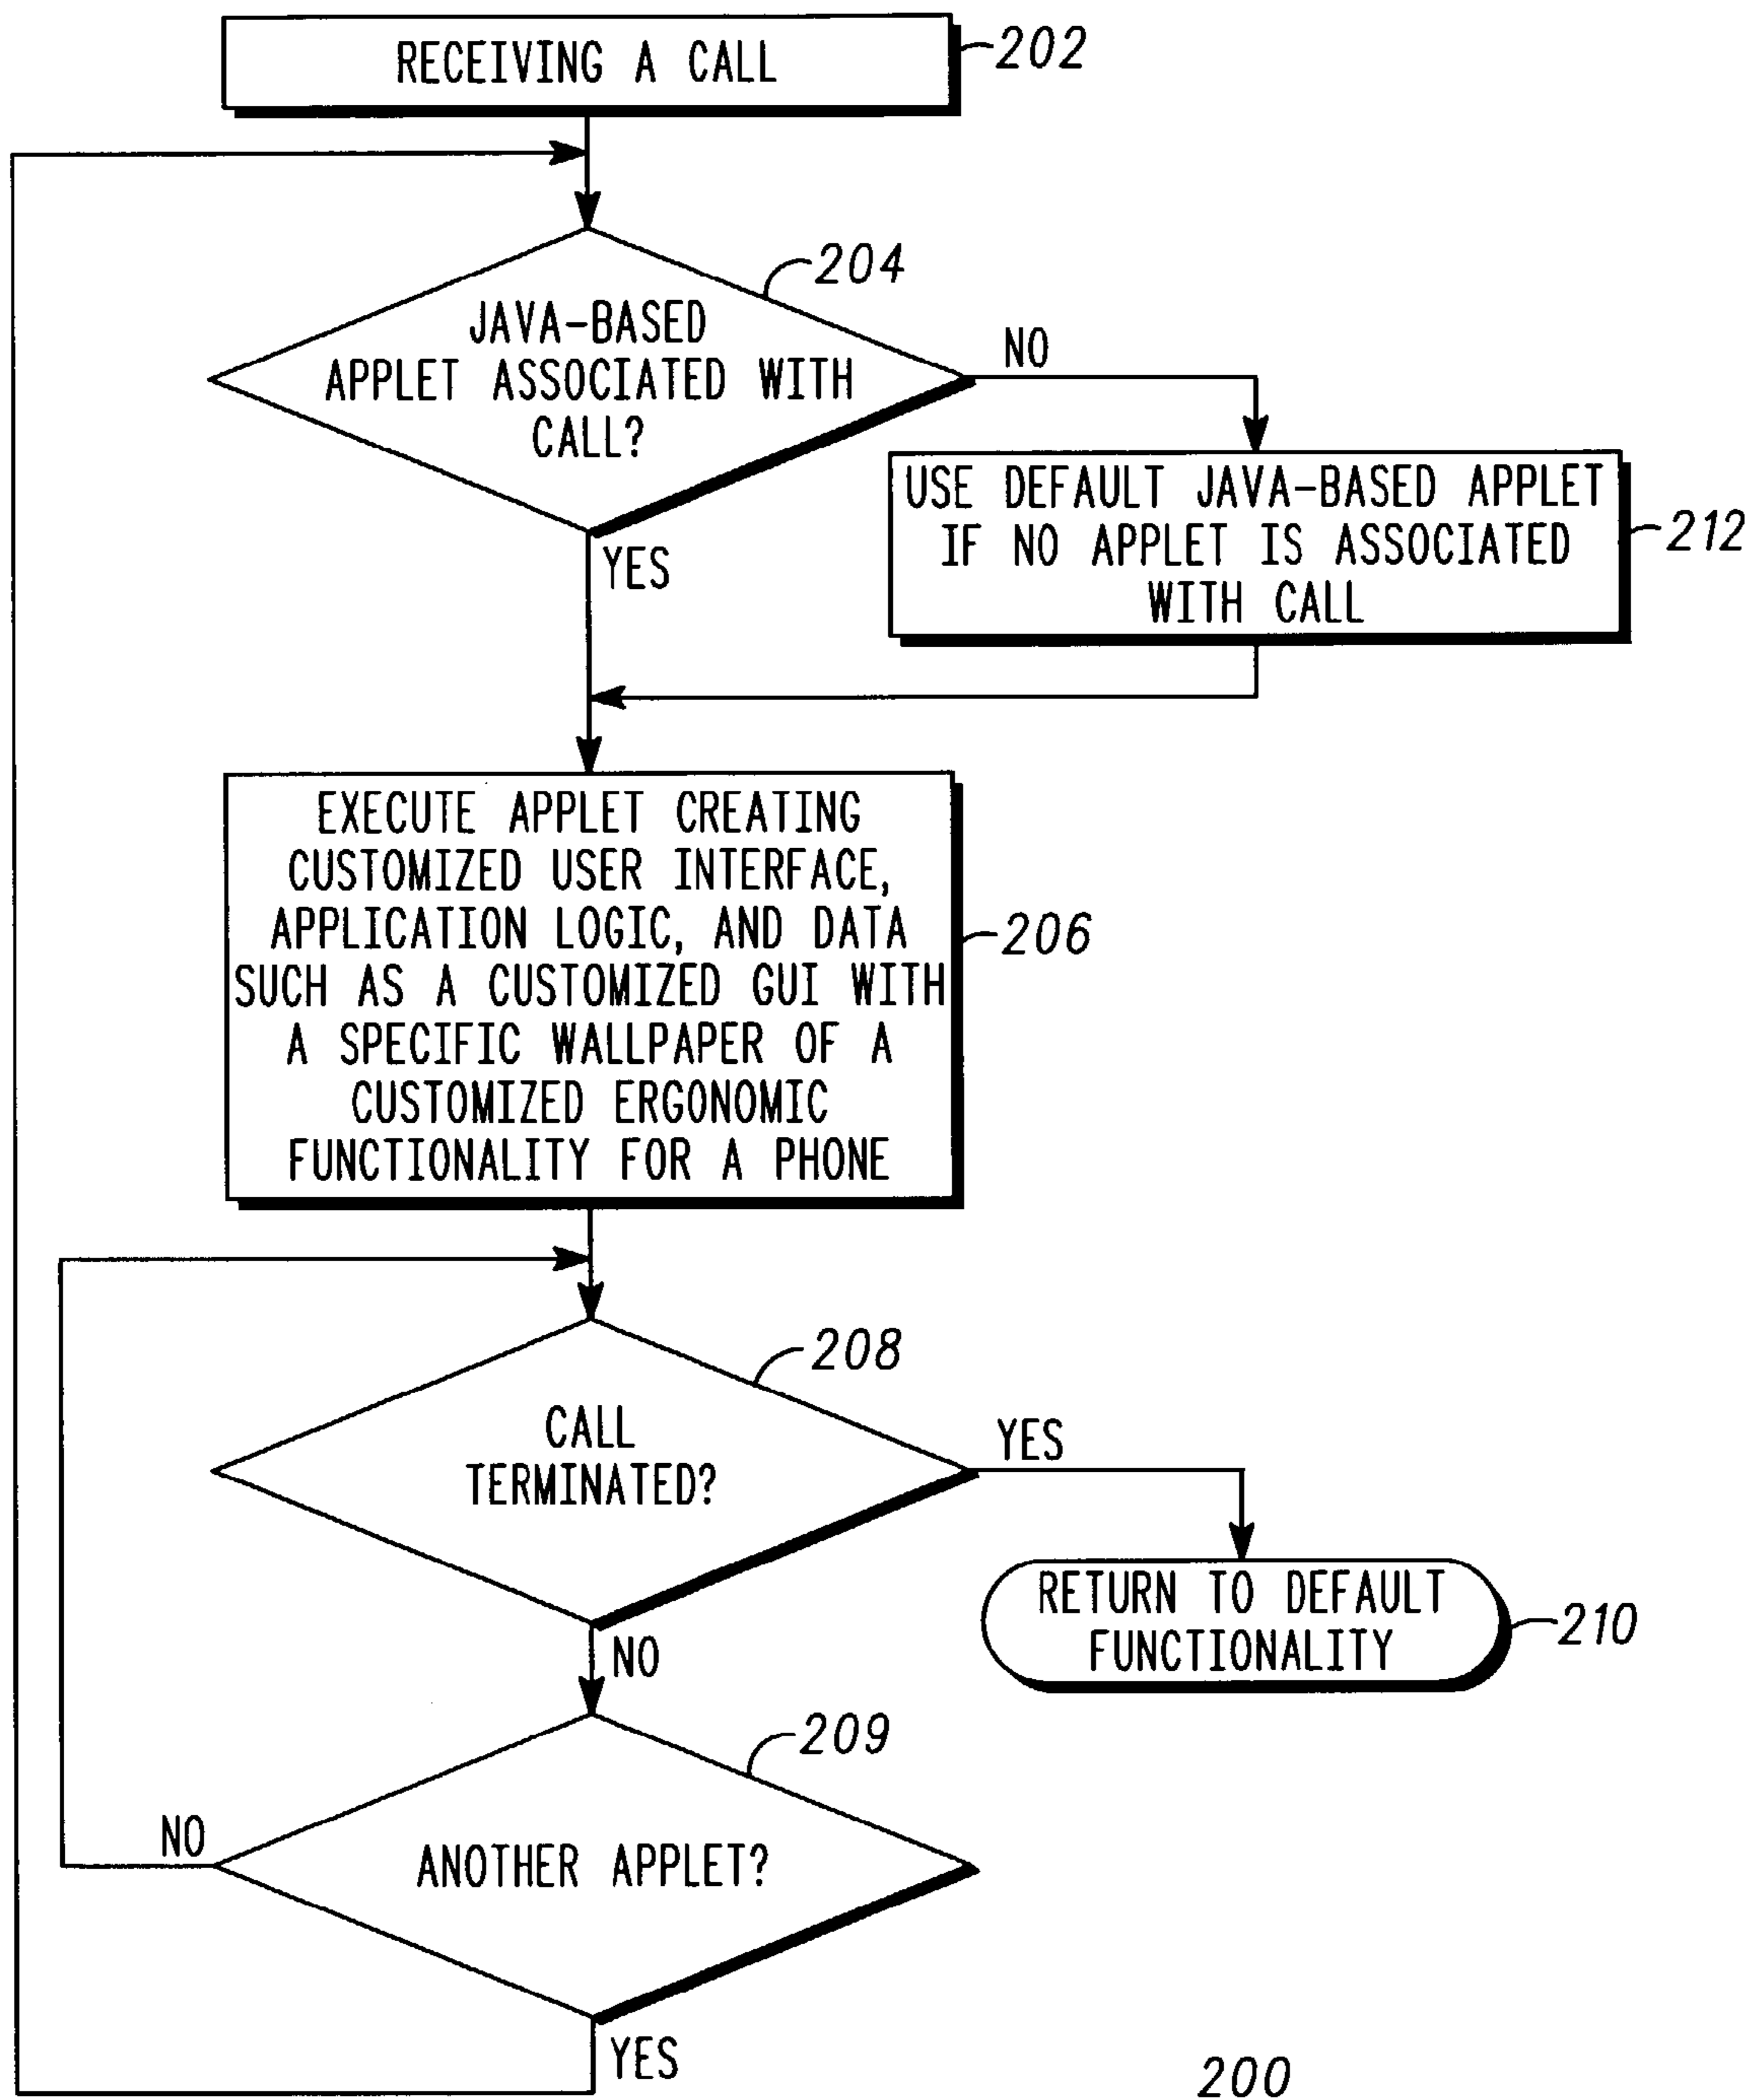 RECEIVING A CALL
202
204
JAVA-BASED
APPLET ASSOCIATED WITH
CALL?
NO
YES
USE DEFAULT JAVA-BASED APPLET
IF NO APPLET IS ASSOCIATED
WITH CALL
212
EXECUTE APPLET CREATING
CUSTOMIZED USER INTERFACE,
APPLICATION LOGIC, AND DATA
SUCH AS A CUSTOMIZED GUI WITH
A SPECIFIC WALLPAPER OF A
CUSTOMIZED ERGONOMIC
FUNCTIONALITY FOR A PHONE
206
208
CALL
TERMINATED?
YES
NO
RETURN TO DEFAULT
FUNCTIONALITY
210
209
ANOTHER APPLET?
NO
YES
200